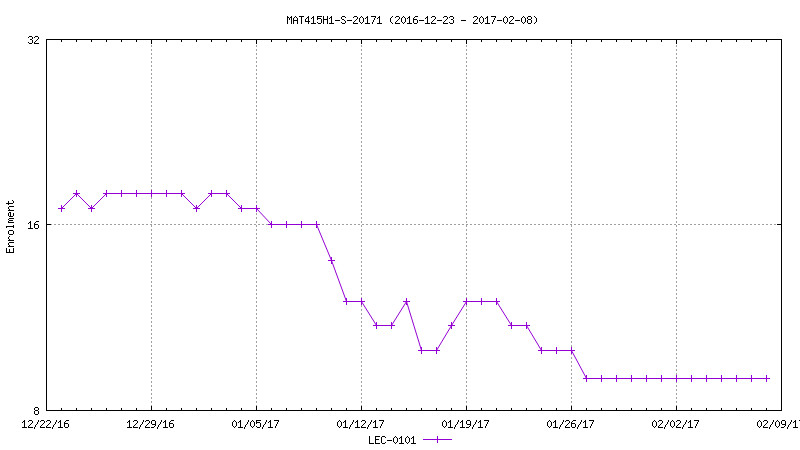 MAT415H1-S-20171 (2016-12-23 - 2017-02-08)
32
16
8
Enrolment
12/22/16 12/29/16 01/05/17 01/12/17 01/19/17 01/26/17 02/02/17 02/09/17
LEC-0101